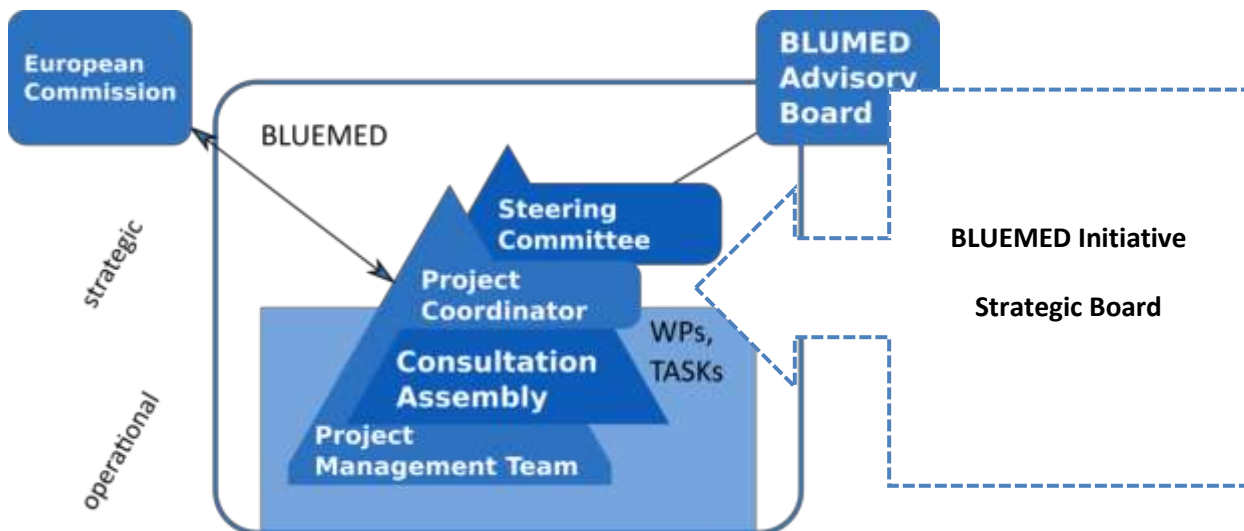 European
Commission
BLUMED
Advisory
Board
BLUEMED
Steering
Committee
strategic
Project
Coordinator
BLUEMED Initiative
Strategic Board
WPs,
TASKs
Consultation
Assembly
operational
Project
Management Team